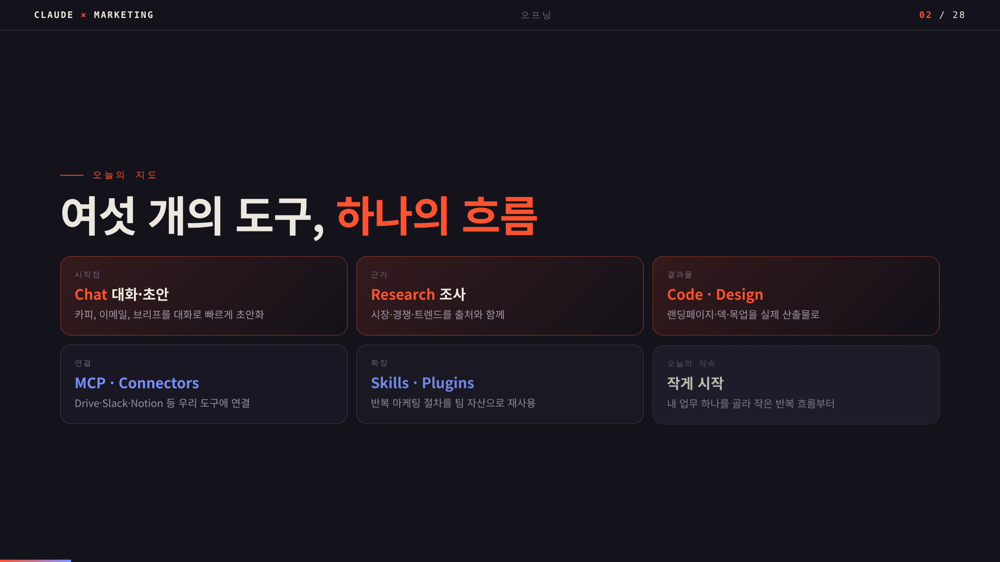 CLAUDE × MARKETING
오프닝
02 / 28
오늘의 지도
여섯 개의 도구, 하나의 흐름
시작점
Chat 대화·초안
카피, 이메일, 브리프를 대화로 빠르게 초안화
근거
Research 조사
시장·경쟁·트렌드를 출처와 함께
결과물
Code · Design
랜딩페이지·덱·목업을 실제 산출물로
연결
MCP · Connectors
Drive·Slack·Notion 등 우리 도구에 연결
확장
Skills · Plugins
반복 마케팅 절차를 팀 자산으로 재사용
오늘의 약속
작게 시작
내 업무 하나를 골라 작은 반복 흐름부터